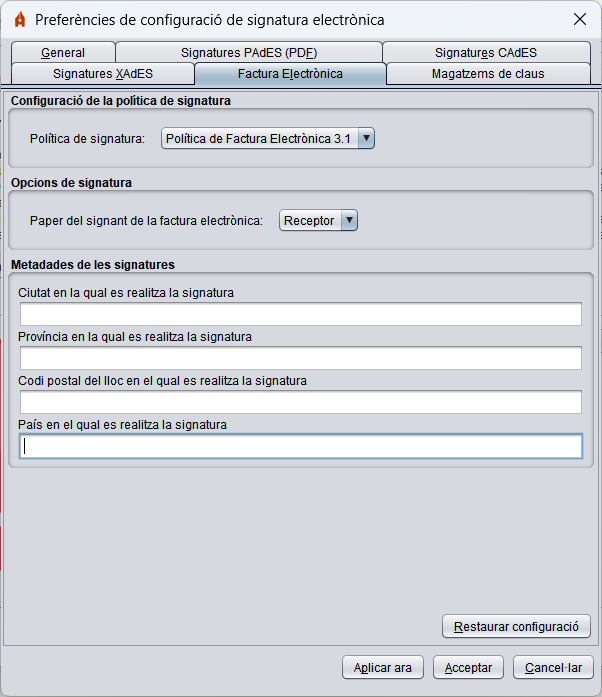 Preferències de configuració de signatura electrònica
General
Signatures PAdES (PDF)
Signatures CAdES
Signatures XAdES
Factura Electrònica
Magatzems de claus
Configuració de la política de signatura
Política de signatura: Política de Factura Electrònica 3.1
Opcions de signatura
Paper del signant de la factura electrònica: Receptor
Metadades de les signatures
Ciutat en la qual es realitza la signatura
Província en la qual es realitza la signatura
Codi postal del lloc en el qual es realitza la signatura
País en el qual es realitza la signatura
Restaurar configuració
Aplicar ara
Acceptar
Cancel·lar